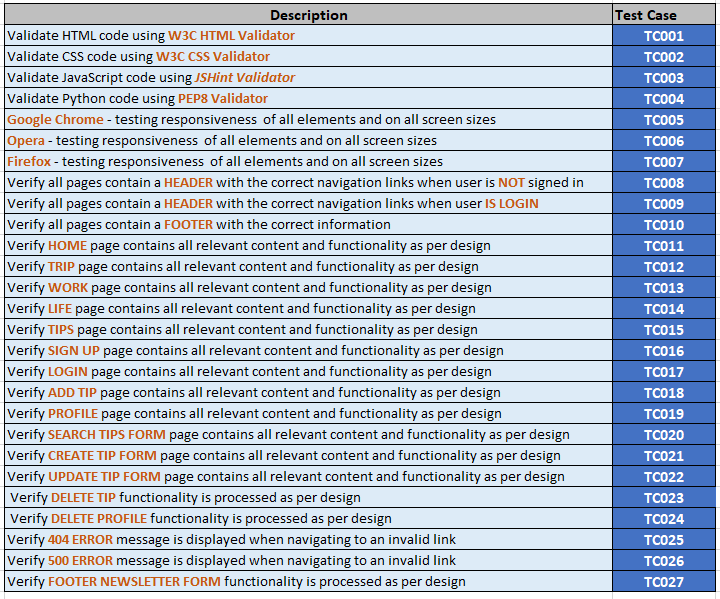 Description Test Case
Validate HTML code using W3C HTML Validator TC001
Validate CSS code using W3C CSS Validator TC002
Validate JavaScript code using JSHint Validator TC003
Validate Python code using PEP8 Validator TC004
Google Chrome - testing responsiveness of all elements and on all screen sizes TC005
Opera - testing responsiveness of all elements and on all screen sizes TC006
Firefox - testing responsiveness of all elements and on all screen sizes TC007
Verify all pages contain a HEADER with the correct navigation links when user is NOT signed in TC008
Verify all pages contain a HEADER with the correct navigation links when user IS LOGIN TC009
Verify all pages contain a FOOTER with the correct information TC010
Verify HOME page contains all relevant content and functionality as per design TC011
Verify TRIP page contains all relevant content and functionality as per design TC012
Verify WORK page contains all relevant content and functionality as per design TC013
Verify LIFE page contains all relevant content and functionality as per design TC014
Verify TIPS page contains all relevant content and functionality as per design TC015
Verify SIGN UP page contains all relevant content and functionality as per design TC016
Verify LOGIN page contains all relevant content and functionality as per design TC017
Verify ADD TIP page contains all relevant content and functionality as per design TC018
Verify PROFILE page contains all relevant content and functionality as per design TC019
Verify SEARCH TIPS FORM page contains all relevant content and functionality as per design TC020
Verify CREATE TIP FORM page contains all relevant content and functionality as per design TC021
Verify UPDATE TIP FORM page contains all relevant content and functionality as per design TC022
Verify DELETE TIP functionality is processed as per design TC023
Verify DELETE PROFILE functionality is processed as per design TC024
Verify 404 ERROR message is displayed when navigating to an invalid link TC025
Verify 500 ERROR message is displayed when navigating to an invalid link TC026
Verify FOOTER NEWSLETTER FORM functionality is processed as per design TC027